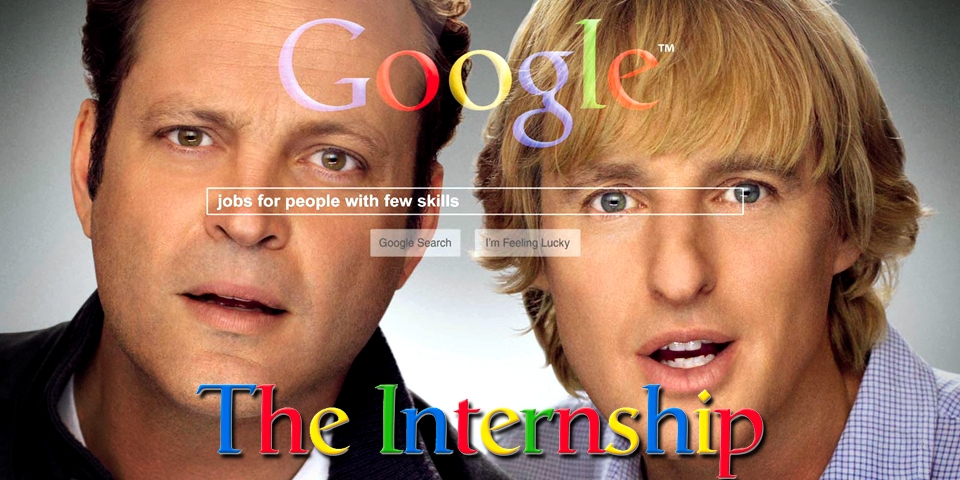 Google™
jobs for people with few skills
Google Search I'm Feeling Lucky
The Internship